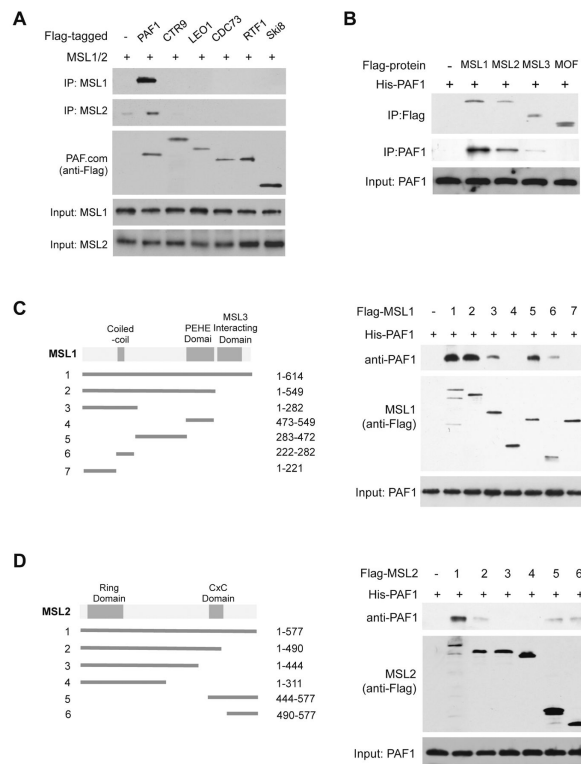 A
Flag-tagged - PAF1 CTR9 LEO1 CDC73 RTF1 Ski8
MSL1/2 + + + + + + +
IP: MSL1
IP: MSL2
PAF.com
(anti-Flag)
Input: MSL1
Input: MSL2
B
Flag-protein - MSL1 MSL2 MSL3 MOF
His-PAF1 + + + + +
IP:Flag
IP:PAF1
Input: PAF1
C
Coiled
-coil
PEHE
Domai
MSL3
Interacting
Domain
MSL1
1 1-614
2 1-549
3 1-282
4 473-549
5 283-472
6 222-282
7 1-221
Flag-MSL1 - 1 2 3 4 5 6 7
His-PAF1 + + + + + + + +
anti-PAF1
MSL1
(anti-Flag)
Input: PAF1
D
Ring
Domain
CxC
Domain
MSL2
1 1-577
2 1-490
3 1-444
4 1-311
5 444-577
6 490-577
Flag-MSL2 - 1 2 3 4 5 6
His-PAF1 + + + + + + +
anti-PAF1
MSL2
(anti-Flag)
Input: PAF1